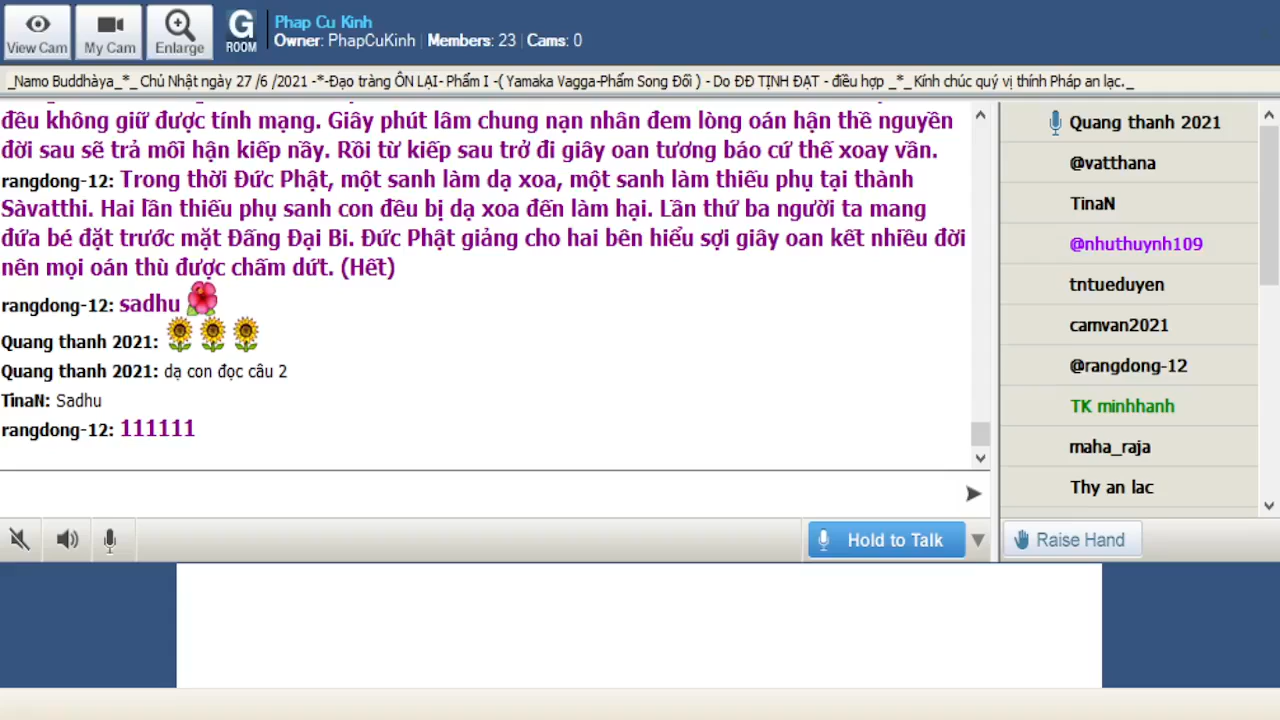 View Cam
My Cam
Enlarge
G
ROOM
Phap Cu Kinh
Owner: PhapCuKinh | Members: 23 | Cams: 0
_Namo Buddhàya_*_ Chủ Nhật ngày 27 /6 /2021 -*-Đạo tràng ÔN LẠI- Phẩm I -( Yamaka Vagga-Phẩm Song Đối ) - Do ĐĐ TỊNH ĐẠT - điều hợp _*_ Kính chúc quý vị thính Pháp an lạc._
đều không giữ được tính mạng. Giây phút lâm chung nạn nhân đem lòng oán hận thề nguyền
đời sau sẽ trả mối hận kiếp nầy. Rồi từ kiếp sau trở đi giây oan tương báo cứ thế xoay vần.
rangdong-12: Trong thời Đức Phật, một sanh làm dạ xoa, một sanh làm thiếu phụ tại thành
Sàvatthi. Hai lần thiếu phụ sanh con đều bị dạ xoa đến làm hại. Lần thứ ba người ta mang
đứa bé đặt trước mặt Đấng Đại Bi. Đức Phật giảng cho hai bên hiểu sợi giây oan kết nhiều đời
nên mọi oán thù được chấm dứt. (Hết)
rangdong-12: sadhu
Quang thanh 2021:
Quang thanh 2021: dạ con đọc câu 2
TinaN: Sadhu
rangdong-12: 111111
Hold to Talk
Quang thanh 2021
@vatthana
TinaN
@nhuthuynh109
tntueduyen
camvan2021
@rangdong-12
TK minhhanh
maha_raja
Thy an lac
Raise Hand